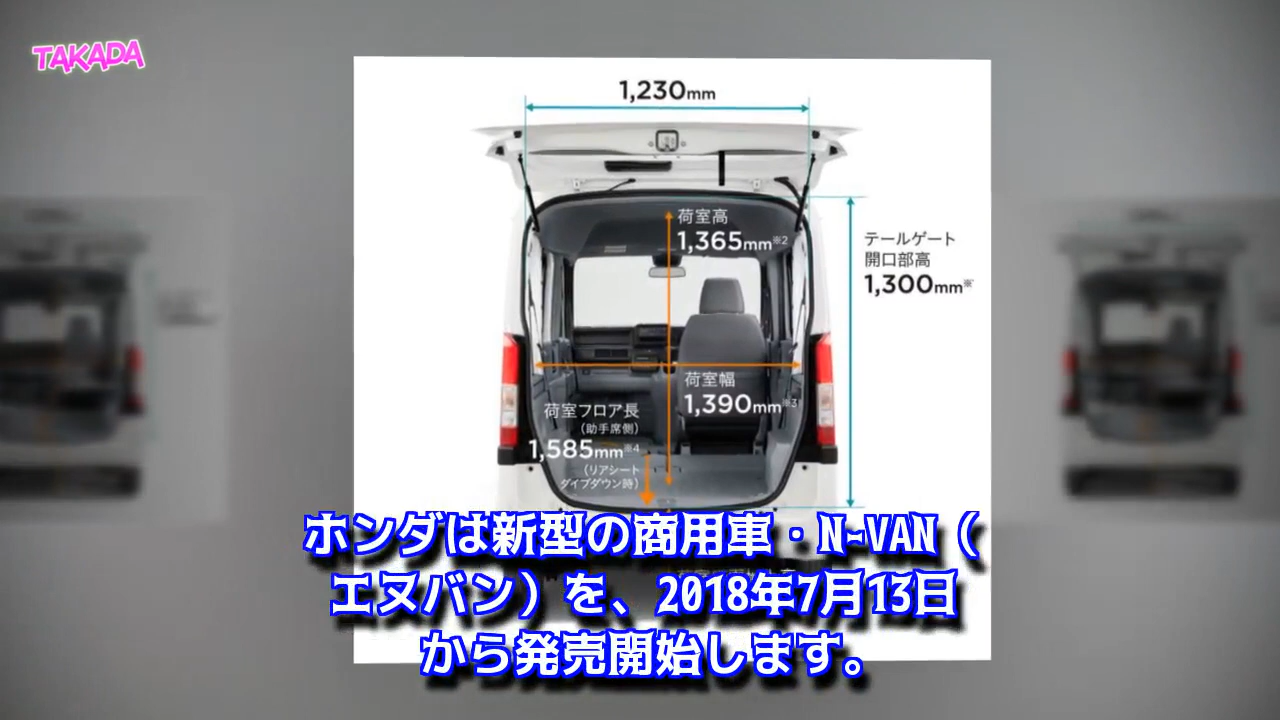 TAKADA
1,230mm
荷室高
1,365mm※2
テールゲート
開口部高
1,300mm※
荷室幅
1,390mm※3
荷室フロア長
（助手席側）
1,585mm※4
（リアシート
ダイブダウン時）
ホンダは新型の商用車・N-VAN（
エヌバン）を、2018年7月13日
から発売開始します。